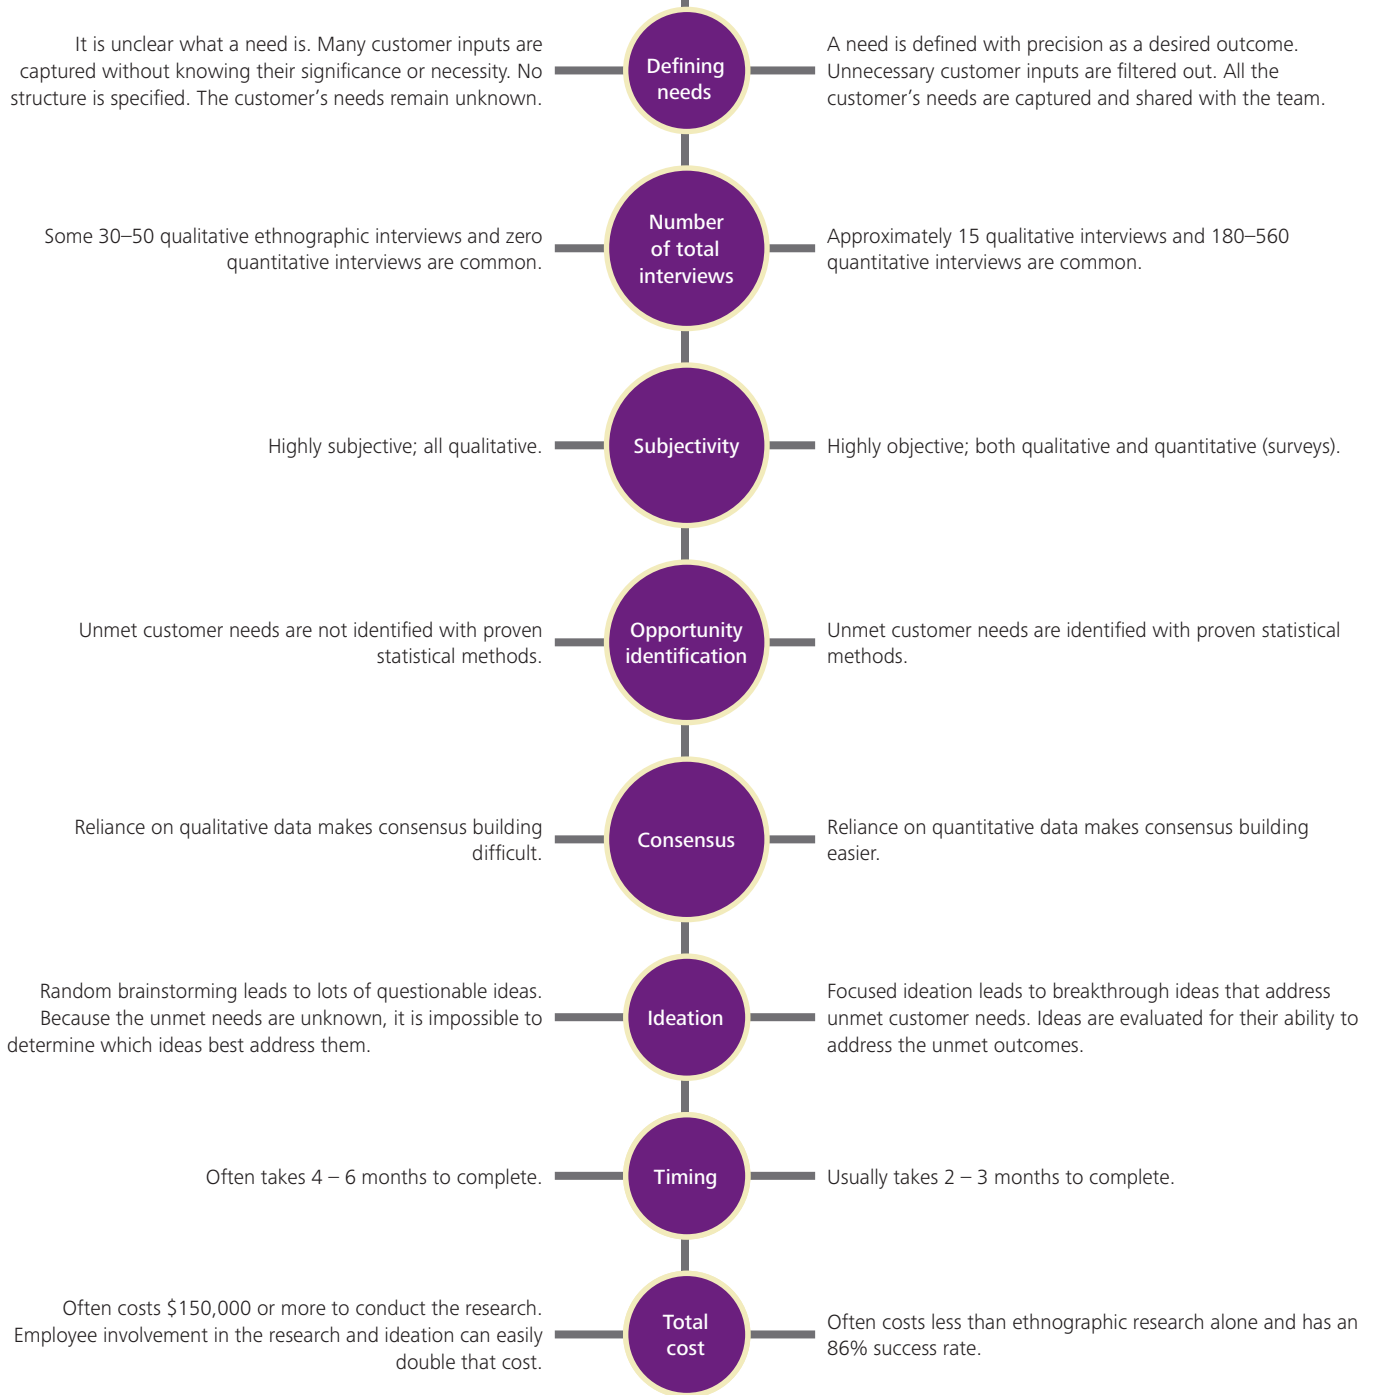 It is unclear what a need is. Many customer inputs are
captured without knowing their significance or necessity. No
structure is specified. The customer’s needs remain unknown.
Defining
needs
A need is defined with precision as a desired outcome.
Unnecessary customer inputs are filtered out. All the
customer’s needs are captured and shared with the team.
Some 30–50 qualitative ethnographic interviews and zero
quantitative interviews are common.
Number
of total
interviews
Approximately 15 qualitative interviews and 180–560
quantitative interviews are common.
Highly subjective; all qualitative.
Subjectivity
Highly objective; both qualitative and quantitative (surveys).
Unmet customer needs are not identified with proven
statistical methods.
Opportunity
identification
Unmet customer needs are identified with proven statistical
methods.
Reliance on qualitative data makes consensus building
difficult.
Consensus
Reliance on quantitative data makes consensus building
easier.
Random brainstorming leads to lots of questionable ideas.
Because the unmet needs are unknown, it is impossible to
determine which ideas best address them.
Ideation
Focused ideation leads to breakthrough ideas that address
unmet customer needs. Ideas are evaluated for their ability to
address the unmet outcomes.
Often takes 4 – 6 months to complete.
Timing
Usually takes 2 – 3 months to complete.
Often costs $150,000 or more to conduct the research.
Employee involvement in the research and ideation can easily
double that cost.
Total
cost
Often costs less than ethnographic research alone and has an
86% success rate.